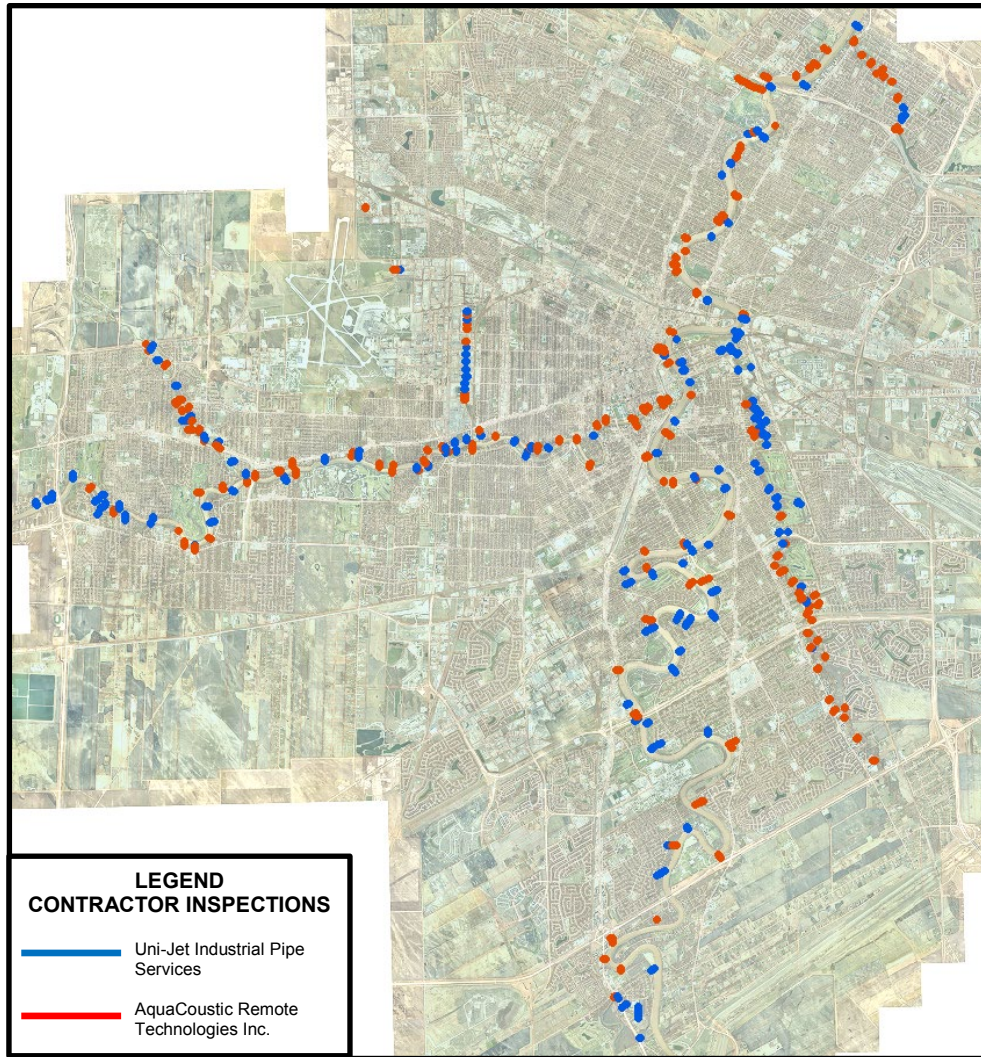 LEGEND
CONTRACTOR INSPECTIONS
Uni-Jet Industrial Pipe
Services
AquaCoustic Remote
Technologies Inc.